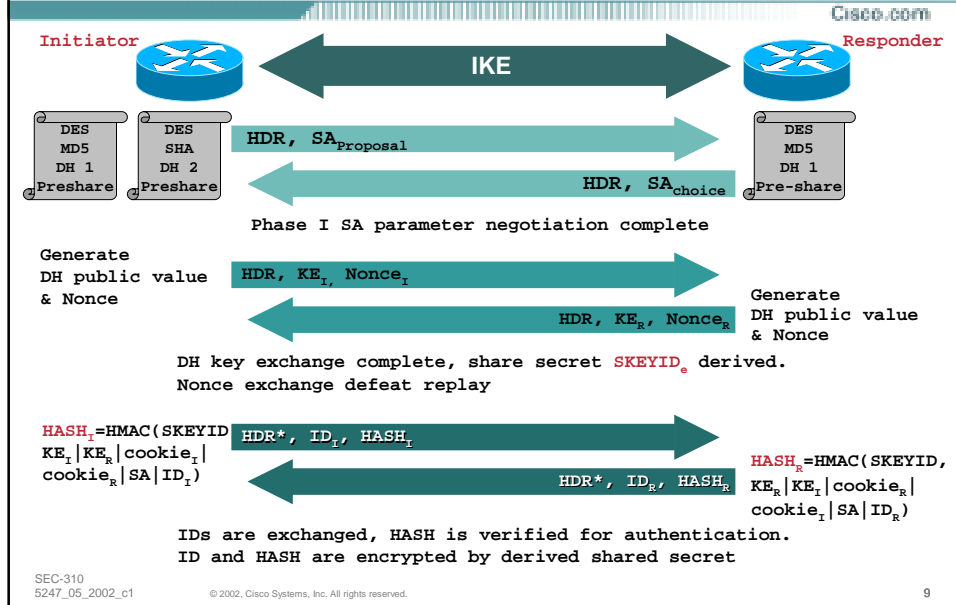 Cisco.com
Initiator
Responder
IKE
DES
MD5
DH 1
Preshare
DES
SHA
DH 2
Preshare
HDR, SAProposal
DES
MD5
DH 1
Pre-share
HDR, SAchoice
Phase I SA parameter negotiation complete
Generate
DH public value
& Nonce
HDR, KEI, NonceI
HDR, KER, NonceR
Generate
DH public value
& Nonce
DH key exchange complete, share secret SKEYIDe derived.
Nonce exchange defeat replay
HASHI=HMAC(SKEYID
KEI|KER|cookieI|
cookieR|SA|IDI)
HDR*, IDI, HASHI
HDR*, IDR, HASHR
HASHR=HMAC(SKEYID,
KER|KEI|cookieR|
cookieI|SA|IDR)
IDs are exchanged, HASH is verified for authentication.
ID and HASH are encrypted by derived shared secret
SEC-310
5247_05_2002_c1
© 2002, Cisco Systems, Inc. All rights reserved.
9